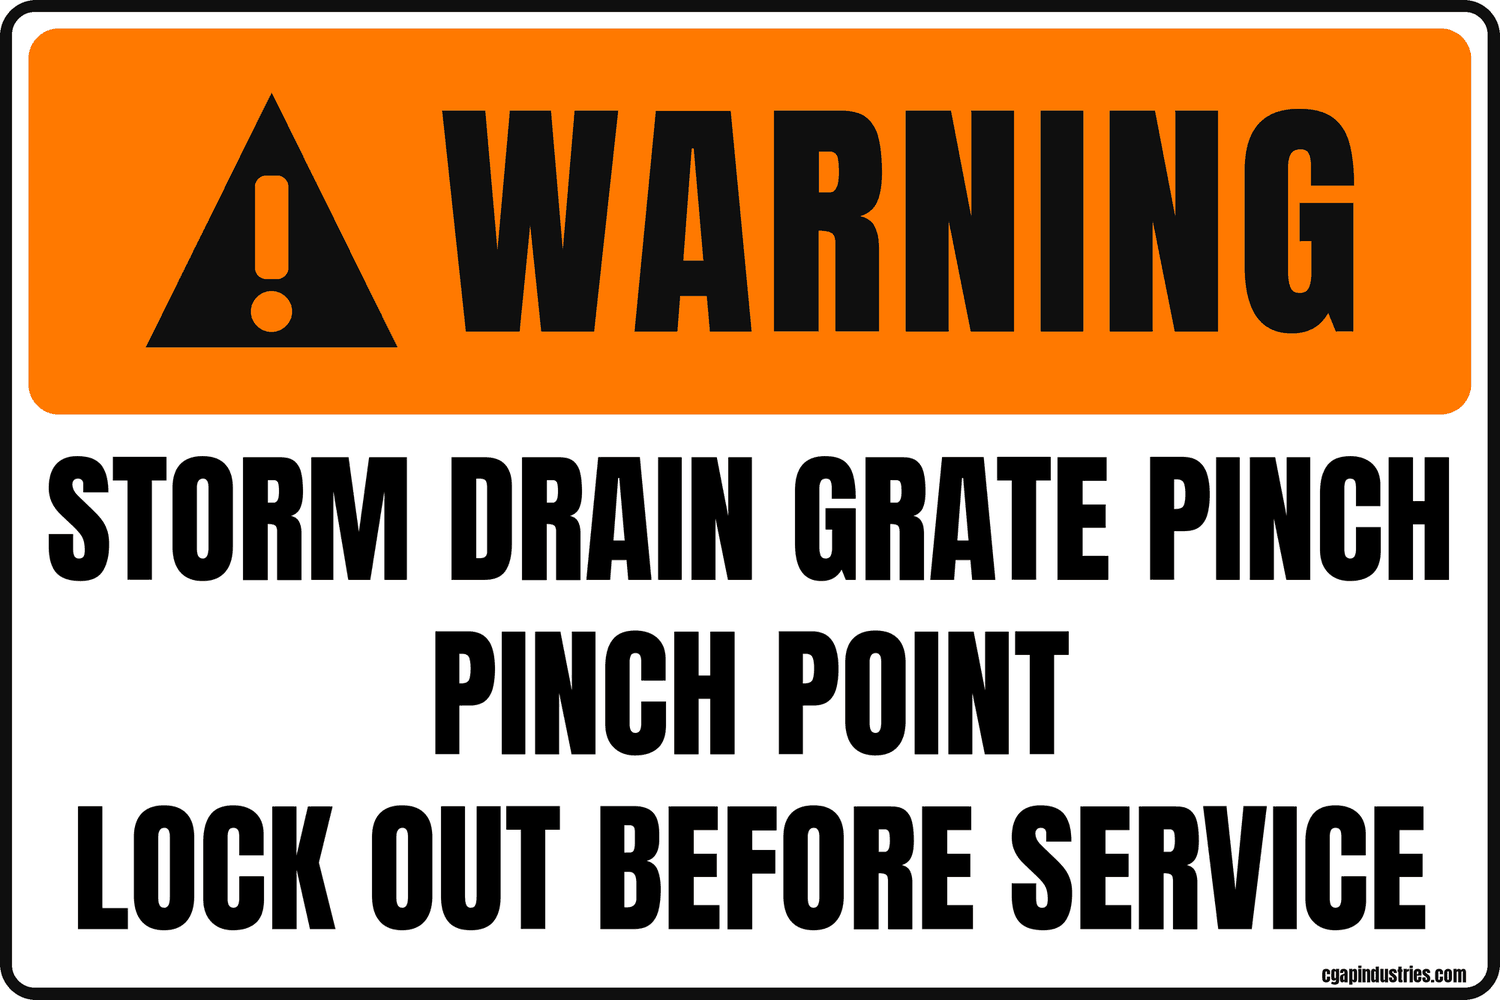 WARNING
STORM DRAIN GRATE PINCH
PINCH POINT
LOCK OUT BEFORE SERVICE
cgapindustries.com